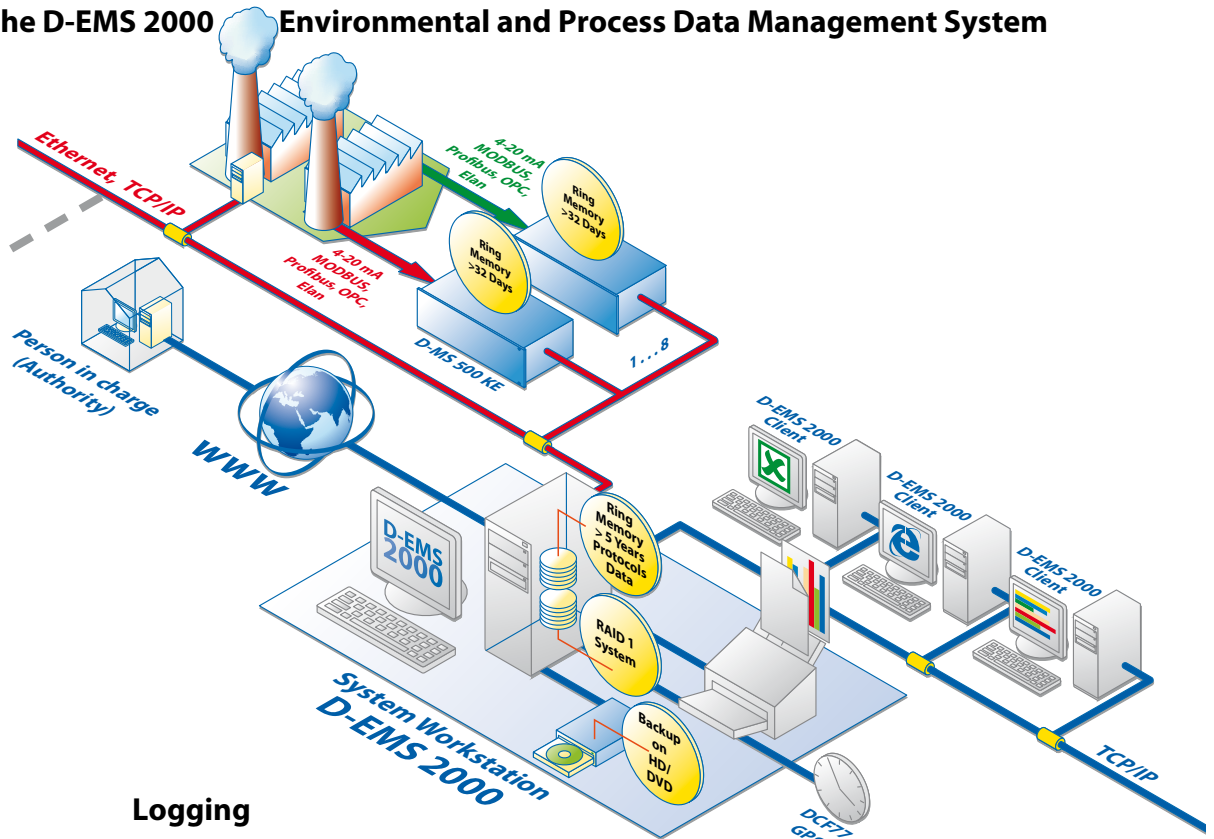 he D-EMS 2000 Environmental and Process Data Management System
Ethernet, TCP/IP
4-20 mA
MODBUS,
Profibus, OPC,
Elan
Ring
Memory
>32 Days
Ring
Memory
>32 Days
4-20 mA
MODBUS,
Profibus, OPC,
Elan
D-MS 500 KE
1 . . . 8
Person in charge
(Authority)
WWW
D-EMS 2000
Client
D-EMS 2000
Client
D-EMS 2000
Client
D-EMS
2000
Ring
Memory
> 5 Years
Protocols
Data
RAID 1
System
Backup
on
HD/
DVD
System Workstation
D-EMS 2000
TCP/IP
DCF77
GPS
Logging